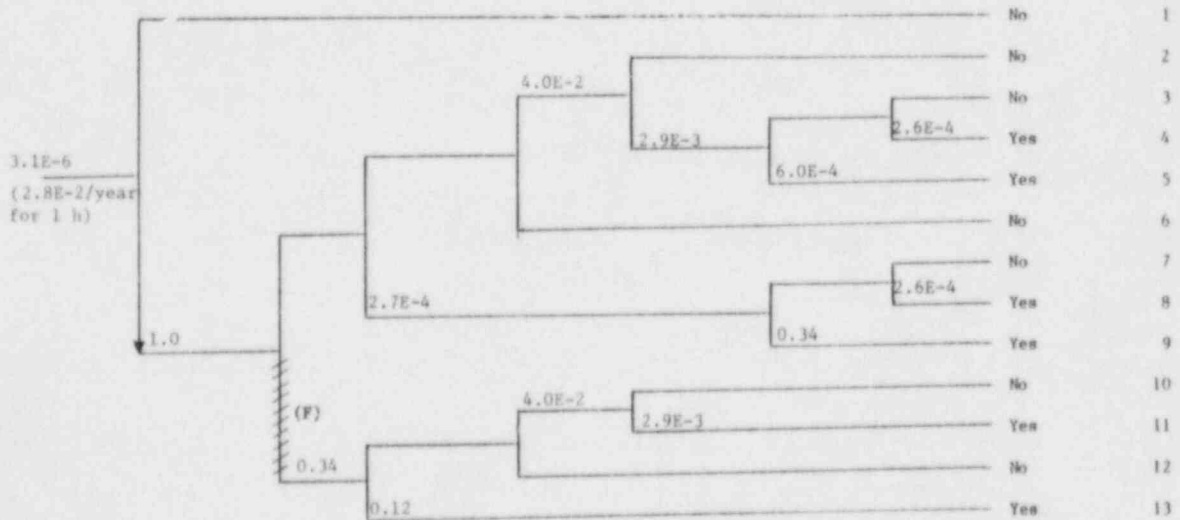 No 1
No 2
4.0E-2
No 3
2.9E-3
2.6E-4
Yes 4
3.1E-6
(2.8E-2/year
for 1 h)
6.0E-4
Yes 5
No 6
No 7
2.7E-4
2.6E-4
Yes 8
1.0
0.34
Yes 9
No 10
4.0E-2
(F)
2.9E-3
Yes 11
0.34
No 12
0.12
Yes 13